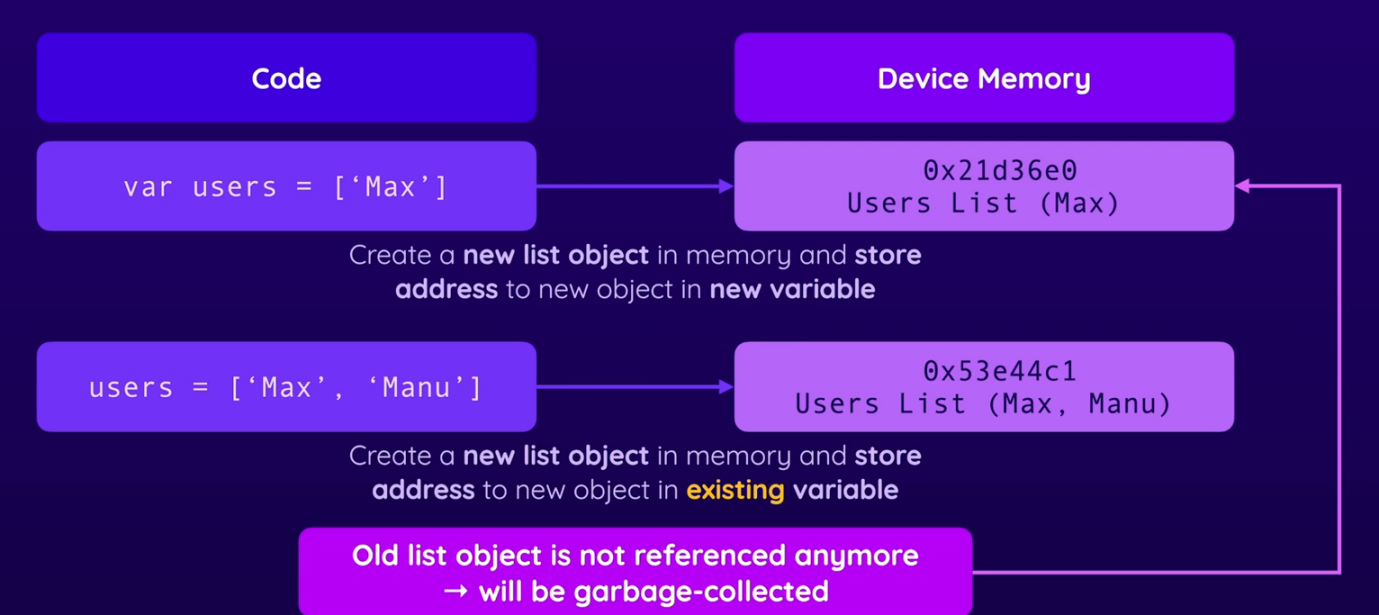 Code
Device Memory
var users = [‘Max’]
0x21d36e0
Users List (Max)
Create a new list object in memory and store
address to new object in new variable
users = [‘Max’, ‘Manu’]
0x53e44c1
Users List (Max, Manu)
Create a new list object in memory and store
address to new object in existing variable
Old list object is not referenced anymore
→ will be garbage-collected